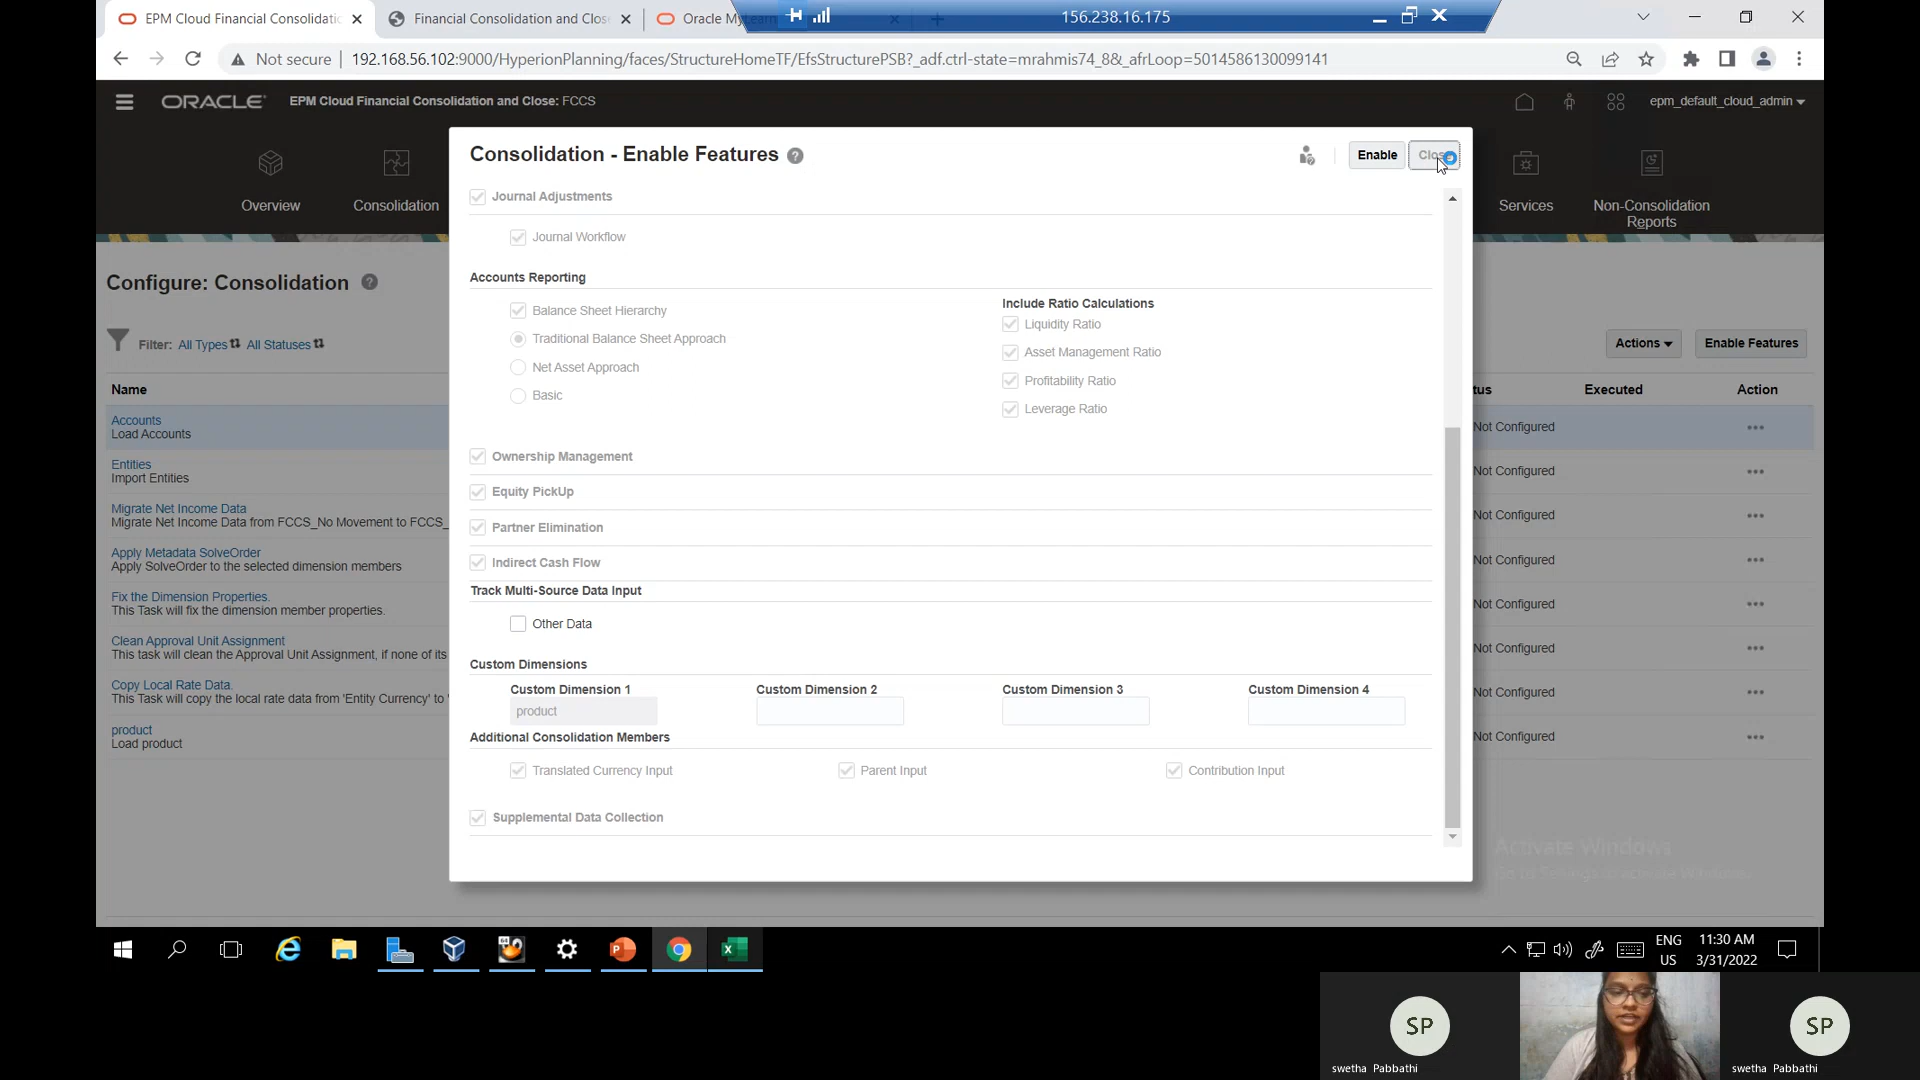 EPM Cloud Financial Consolidatic
Financial Consolidation and Clos
Oracle MyLearn
156.238.16.175
Not secure
192.168.56.102:9000/HyperionPlanning/faces/StructureHomeTF/EfsStructurePSB?_adf.ctrl-state=mrahmis74_8&_afrLoop=5014586130099141
ORACLE
EPM Cloud Financial Consolidation and Close: FCCS
epm_default_cloud_admin
Overview
Consolidation
Services
Non-Consolidation
Reports
Consolidation - Enable Features
Enable
Configure: Consolidation
Filter: All Types All Statuses
Actions
Enable Features
Name
tus
Executed
Action
Accounts
Load Accounts
Not Configured
Entities
Import Entities
Not Configured
Migrate Net Income Data
Migrate Net Income Data from FCCS_No Movement to FCCS_
Not Configured
Apply Metadata SolveOrder
Apply SolveOrder to the selected dimension members
Not Configured
Fix the Dimension Properties.
This Task will fix the dimension member properties.
Not Configured
Clean Approval Unit Assignment
This task will clean the Approval Unit Assignment, if none of its
Not Configured
Copy Local Rate Data.
This Task will copy the local rate data from 'Entity Currency' to '
Not Configured
product
Load product
Not Configured
Journal Adjustments
Journal Workflow
Accounts Reporting
Balance Sheet Hierarchy
Traditional Balance Sheet Approach
Net Asset Approach
Basic
Include Ratio Calculations
Liquidity Ratio
Asset Management Ratio
Profitability Ratio
Leverage Ratio
Ownership Management
Equity PickUp
Partner Elimination
Indirect Cash Flow
Track Multi-Source Data Input
Other Data
Custom Dimensions
Custom Dimension 1
Custom Dimension 2
Custom Dimension 3
Custom Dimension 4
product
Additional Consolidation Members
Translated Currency Input
Parent Input
Contribution Input
Supplemental Data Collection
Activate Windows
Go to Settings to activate Windows.
ENG
US
11:30 AM
3/31/2022
SP
swetha Pabbathi
SP
swetha Pabbathi